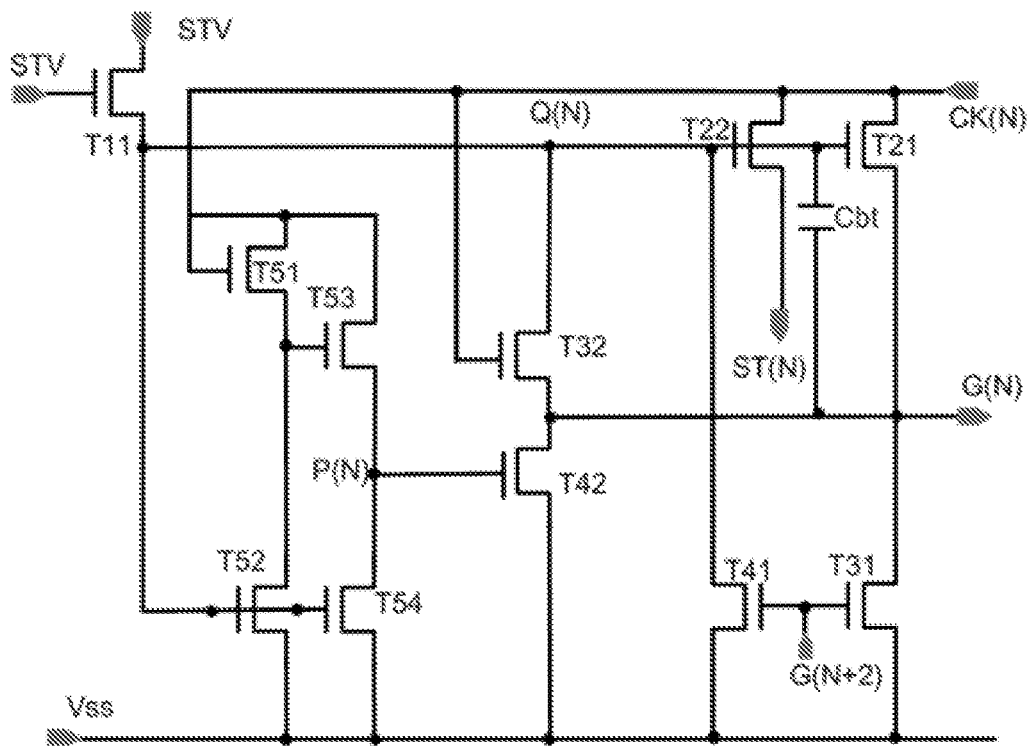 STV
STV
Q(N)
CK(N)
T11
T22
T21
Cbt
T51
T53
T32
ST(N)
G(N)
P(N)
T42
T52
T41
T31
T54
G(N+2)
Vss